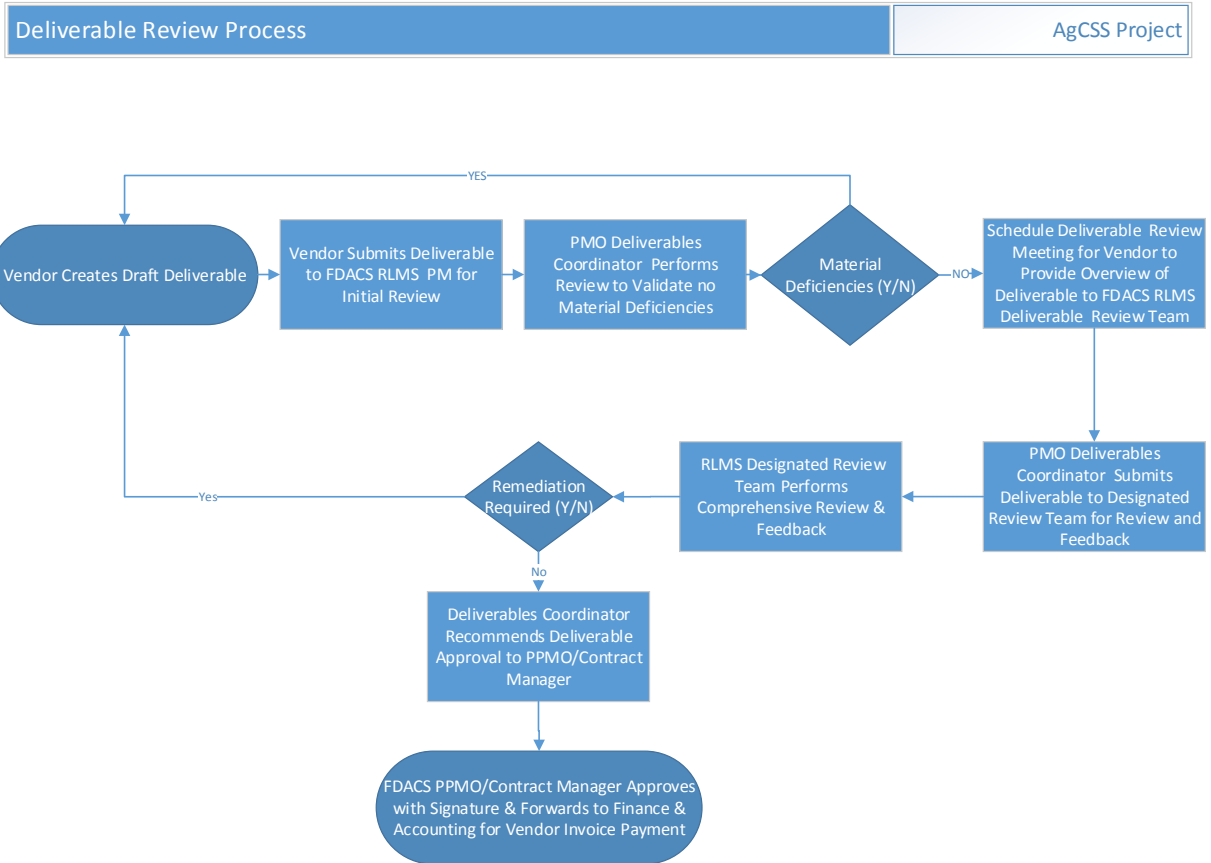 Deliverable Review Process
AgCSS Project
YES
Vendor Creates Draft Deliverable
Vendor Submits Deliverable
to FDACS RLMS PM for
Initial Review
PMO Deliverables
Coordinator Performs
Review to Validate no
Material Deficiencies
Material
Deficiencies (Y/N)
NO
Schedule Deliverable Review
Meeting for Vendor to
Provide Overview of
Deliverable to FDACS RLMS
Deliverable Review Team
PMO Deliverables
Coordinator Submits
Deliverable to Designated
Review Team for Review and
Feedback
RLMS Designated Review
Team Performs
Comprehensive Review &
Feedback
Remediation
Required (Y/N)
Yes
No
Deliverables Coordinator
Recommends Deliverable
Approval to PPMO/Contract
Manager
FDACS PPMO/Contract Manager Approves
with Signature & Forwards to Finance &
Accounting for Vendor Invoice Payment